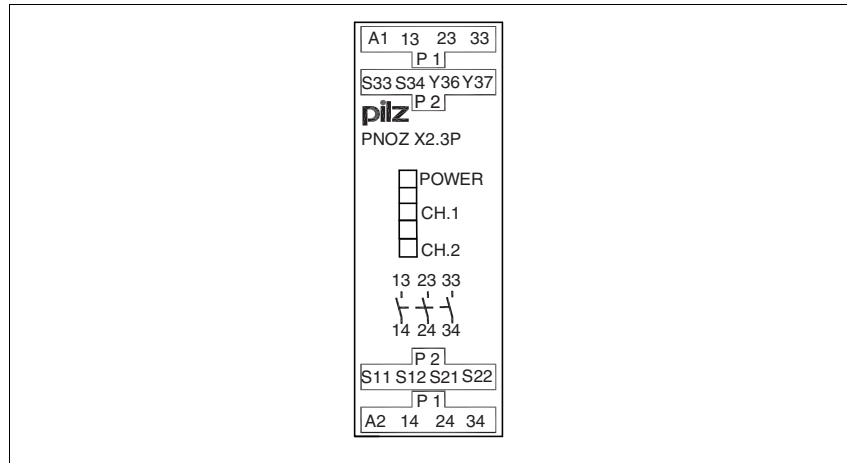 A1 13 23 33
P 1
S33 S34 Y36 Y37
P 2
pilz
PNOZ X2.3P
POWER
CH.1
CH.2
13 23 33
14 24 34
P 2
S11 S12 S21 S22
P 1
A2 14 24 34